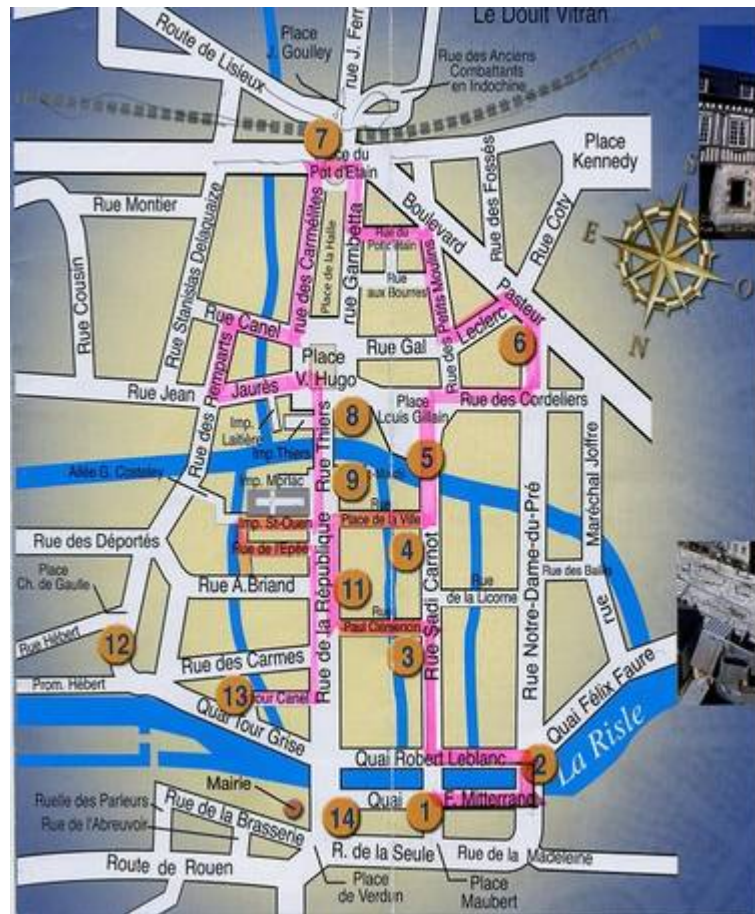 Le Douit Vitran
Route de Lisieux
Place
J. Goulley
rue J. Ferr
Rue des Anciens
Combattants
en Indochine
7
Place
Kennedy
Pot d'Etain
Rue Montier
Rue Cousin
Rue Stanislas Delaquaize
rue des Carmélites
Place de la Halle
rue Gambetta
Rue du
Pot d'Etain
Boulevard
Pasteur
Rue des Fossés
Rue Coty
S
E
O
N
Rue
aux Bourres
Rue des Petits Moulins
Leclerc
6
Rue Canel
Rue Gal
Place
V. Hugo
Rue Jean
Jaurès
Rue des Remparts
Place
Louis Gillain
Rue des Cordeliers
Imp.
Laitière
Imp. Thiers
Rue Thiers
8
5
9
Allée G. Costeley
Imp. Morlac
Imp. St-Ouen
Rue
Place de la Ville
Rue de l'Epée
4
Rue des Déportés
Place
Ch. de Gaulle
Rue A. Briand
Rue de la République
11
Rue Sadi Carnot
Rue
de la Licorne
Rue Notre-Dame-du-Pré
Rue des Bains
rue
Maréchal Joffre
Rue
Paul Clémencin
3
Rue Hébert
12
Rue des Carmes
Prom. Hébert
13
Tour Canel
Quai Tour Grise
Quai Félix Faure
La Risle
Quai Robert Leblanc
2
Mairie
Ruelle des Parleurs
Rue de l'Abreuvoir
Rue de la Brasserie
14
Quai
1
F. Mitterrand
Route de Rouen
R. de la Seule
Rue de la Madeleine
Place
de Verdun
Place
Maubert